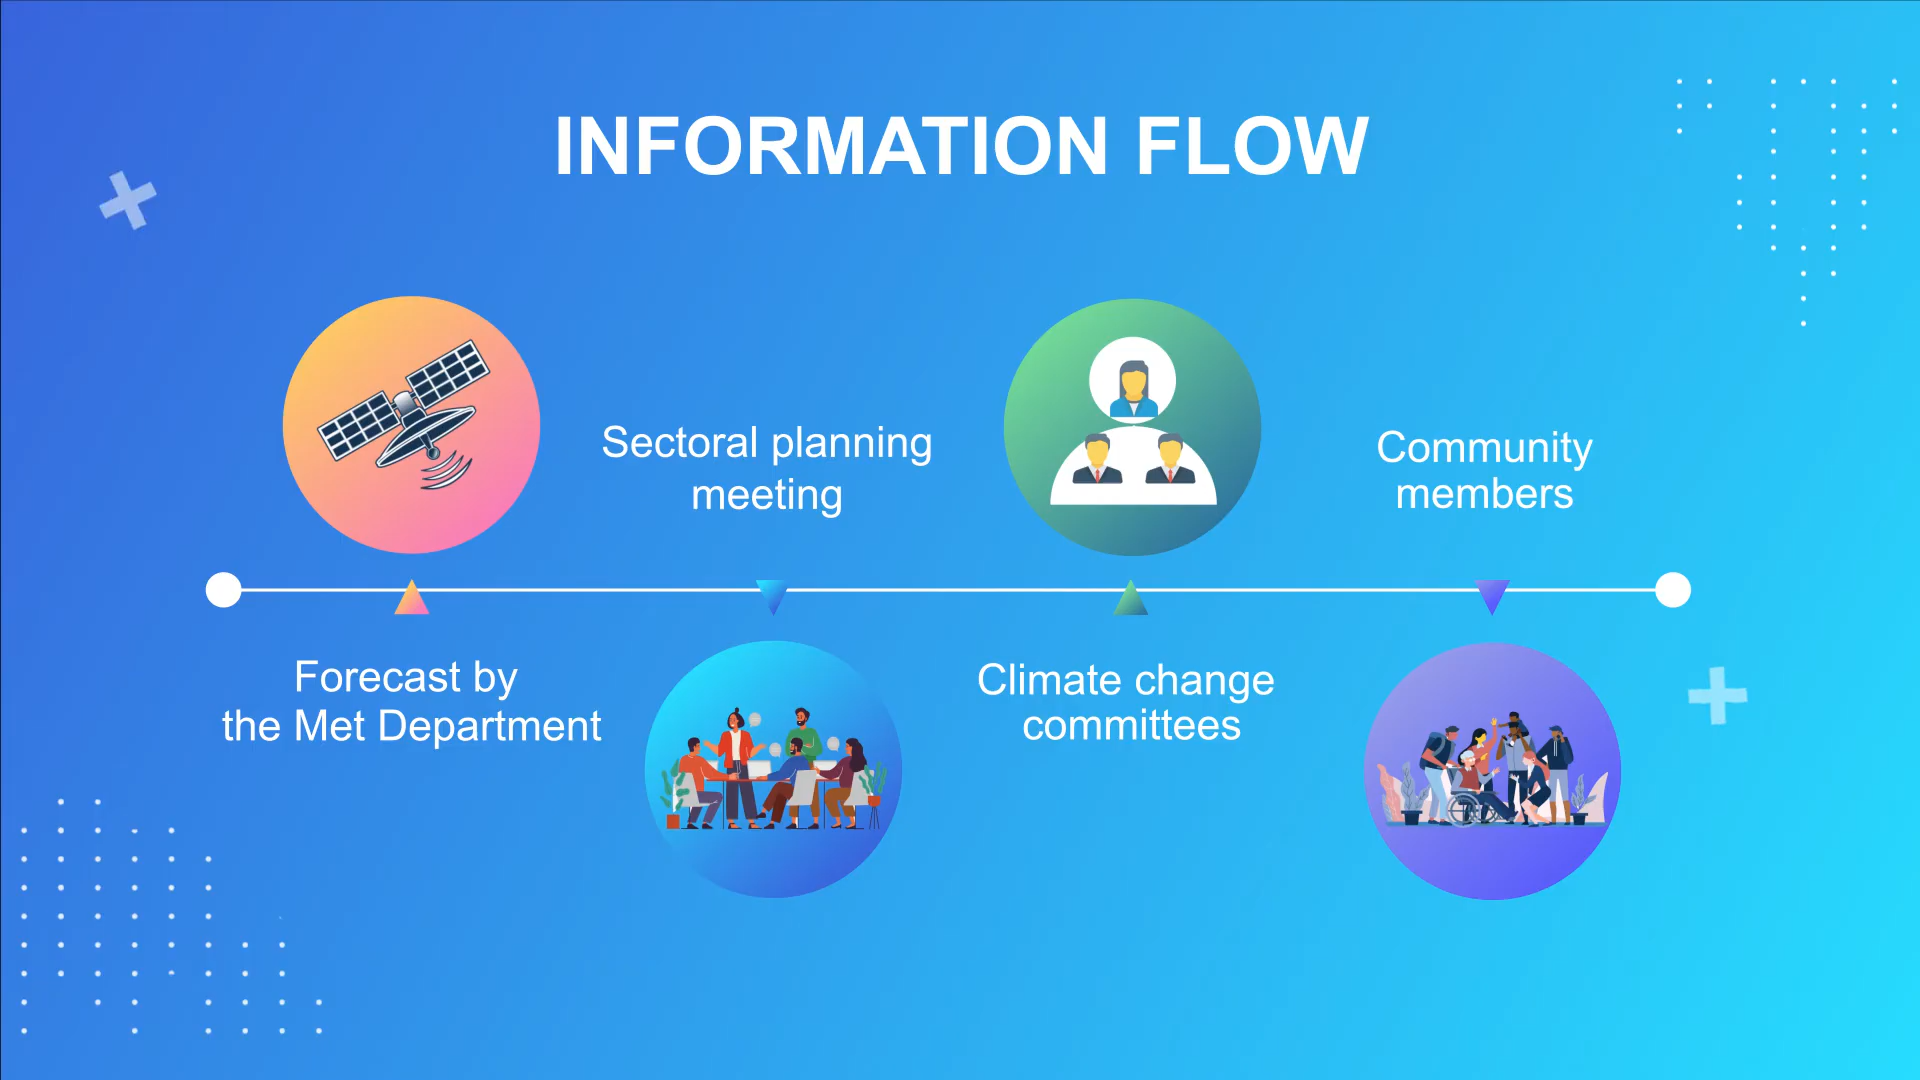 INFORMATION FLOW
Forecast by
the Met Department
Sectoral planning
meeting
Climate change
committees
Community
members